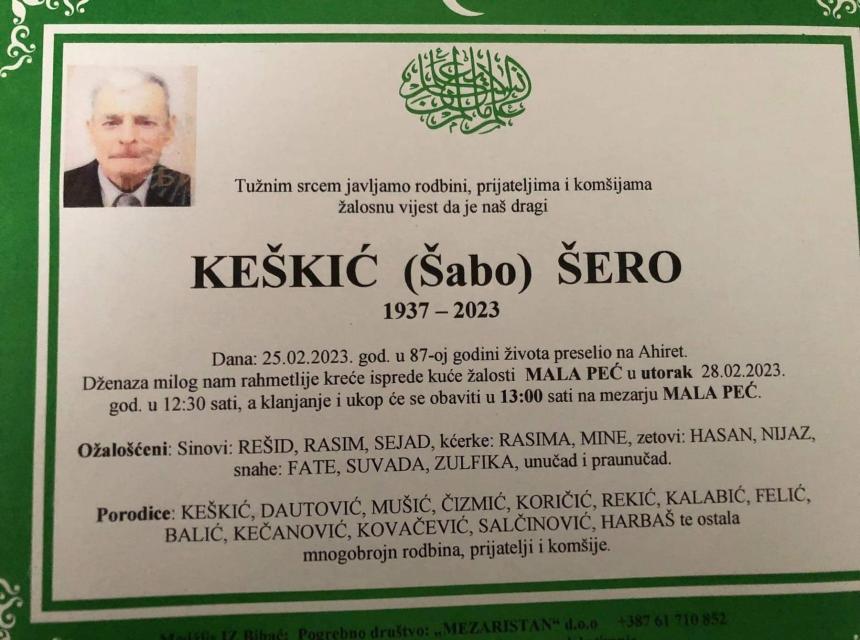 Tužnim srcem javljamo rodbini, prijateljima i komšijama
žalosnu vijest da je naš dragi
KEŠKIĆ (Šabo) ŠERO
1937 – 2023
Dana: 25.02.2023. god. u 87-oj godini života preselio na Ahiret.
Dženaza milog nam rahmetlije kreće isprede kuće žalosti MALA PEĆ u utorak 28.02.2023.
god. u 12:30 sati, a klanjanje i ukop će se obaviti u 13:00 sati na mezarju MALA PEĆ.
Ožalošćeni: Sinovi: REŠID, RASIM, SEJAD, kćerke: RASIMA, MINE, zetovi: HASAN, NIJAZ,
snahe: FATE, SUVADA, ZULFIKA, unučad i praunučad.
Porodice: KEŠKIĆ, DAUTOVIĆ, MUŠIĆ, ČIZMIĆ, KORIČIĆ, REKIĆ, KALABIĆ, FELIĆ,
BALIĆ, KEČANOVIĆ, KOVAČEVIĆ, SALČINOVIĆ, HARBAŠ te ostala
mnogobrojn rodbina, prijatelji i komšije.
Medžlis IZ Bihać; Pogrebno društvo: „MEZARISTAN“ d.o.o +387 61 710 852